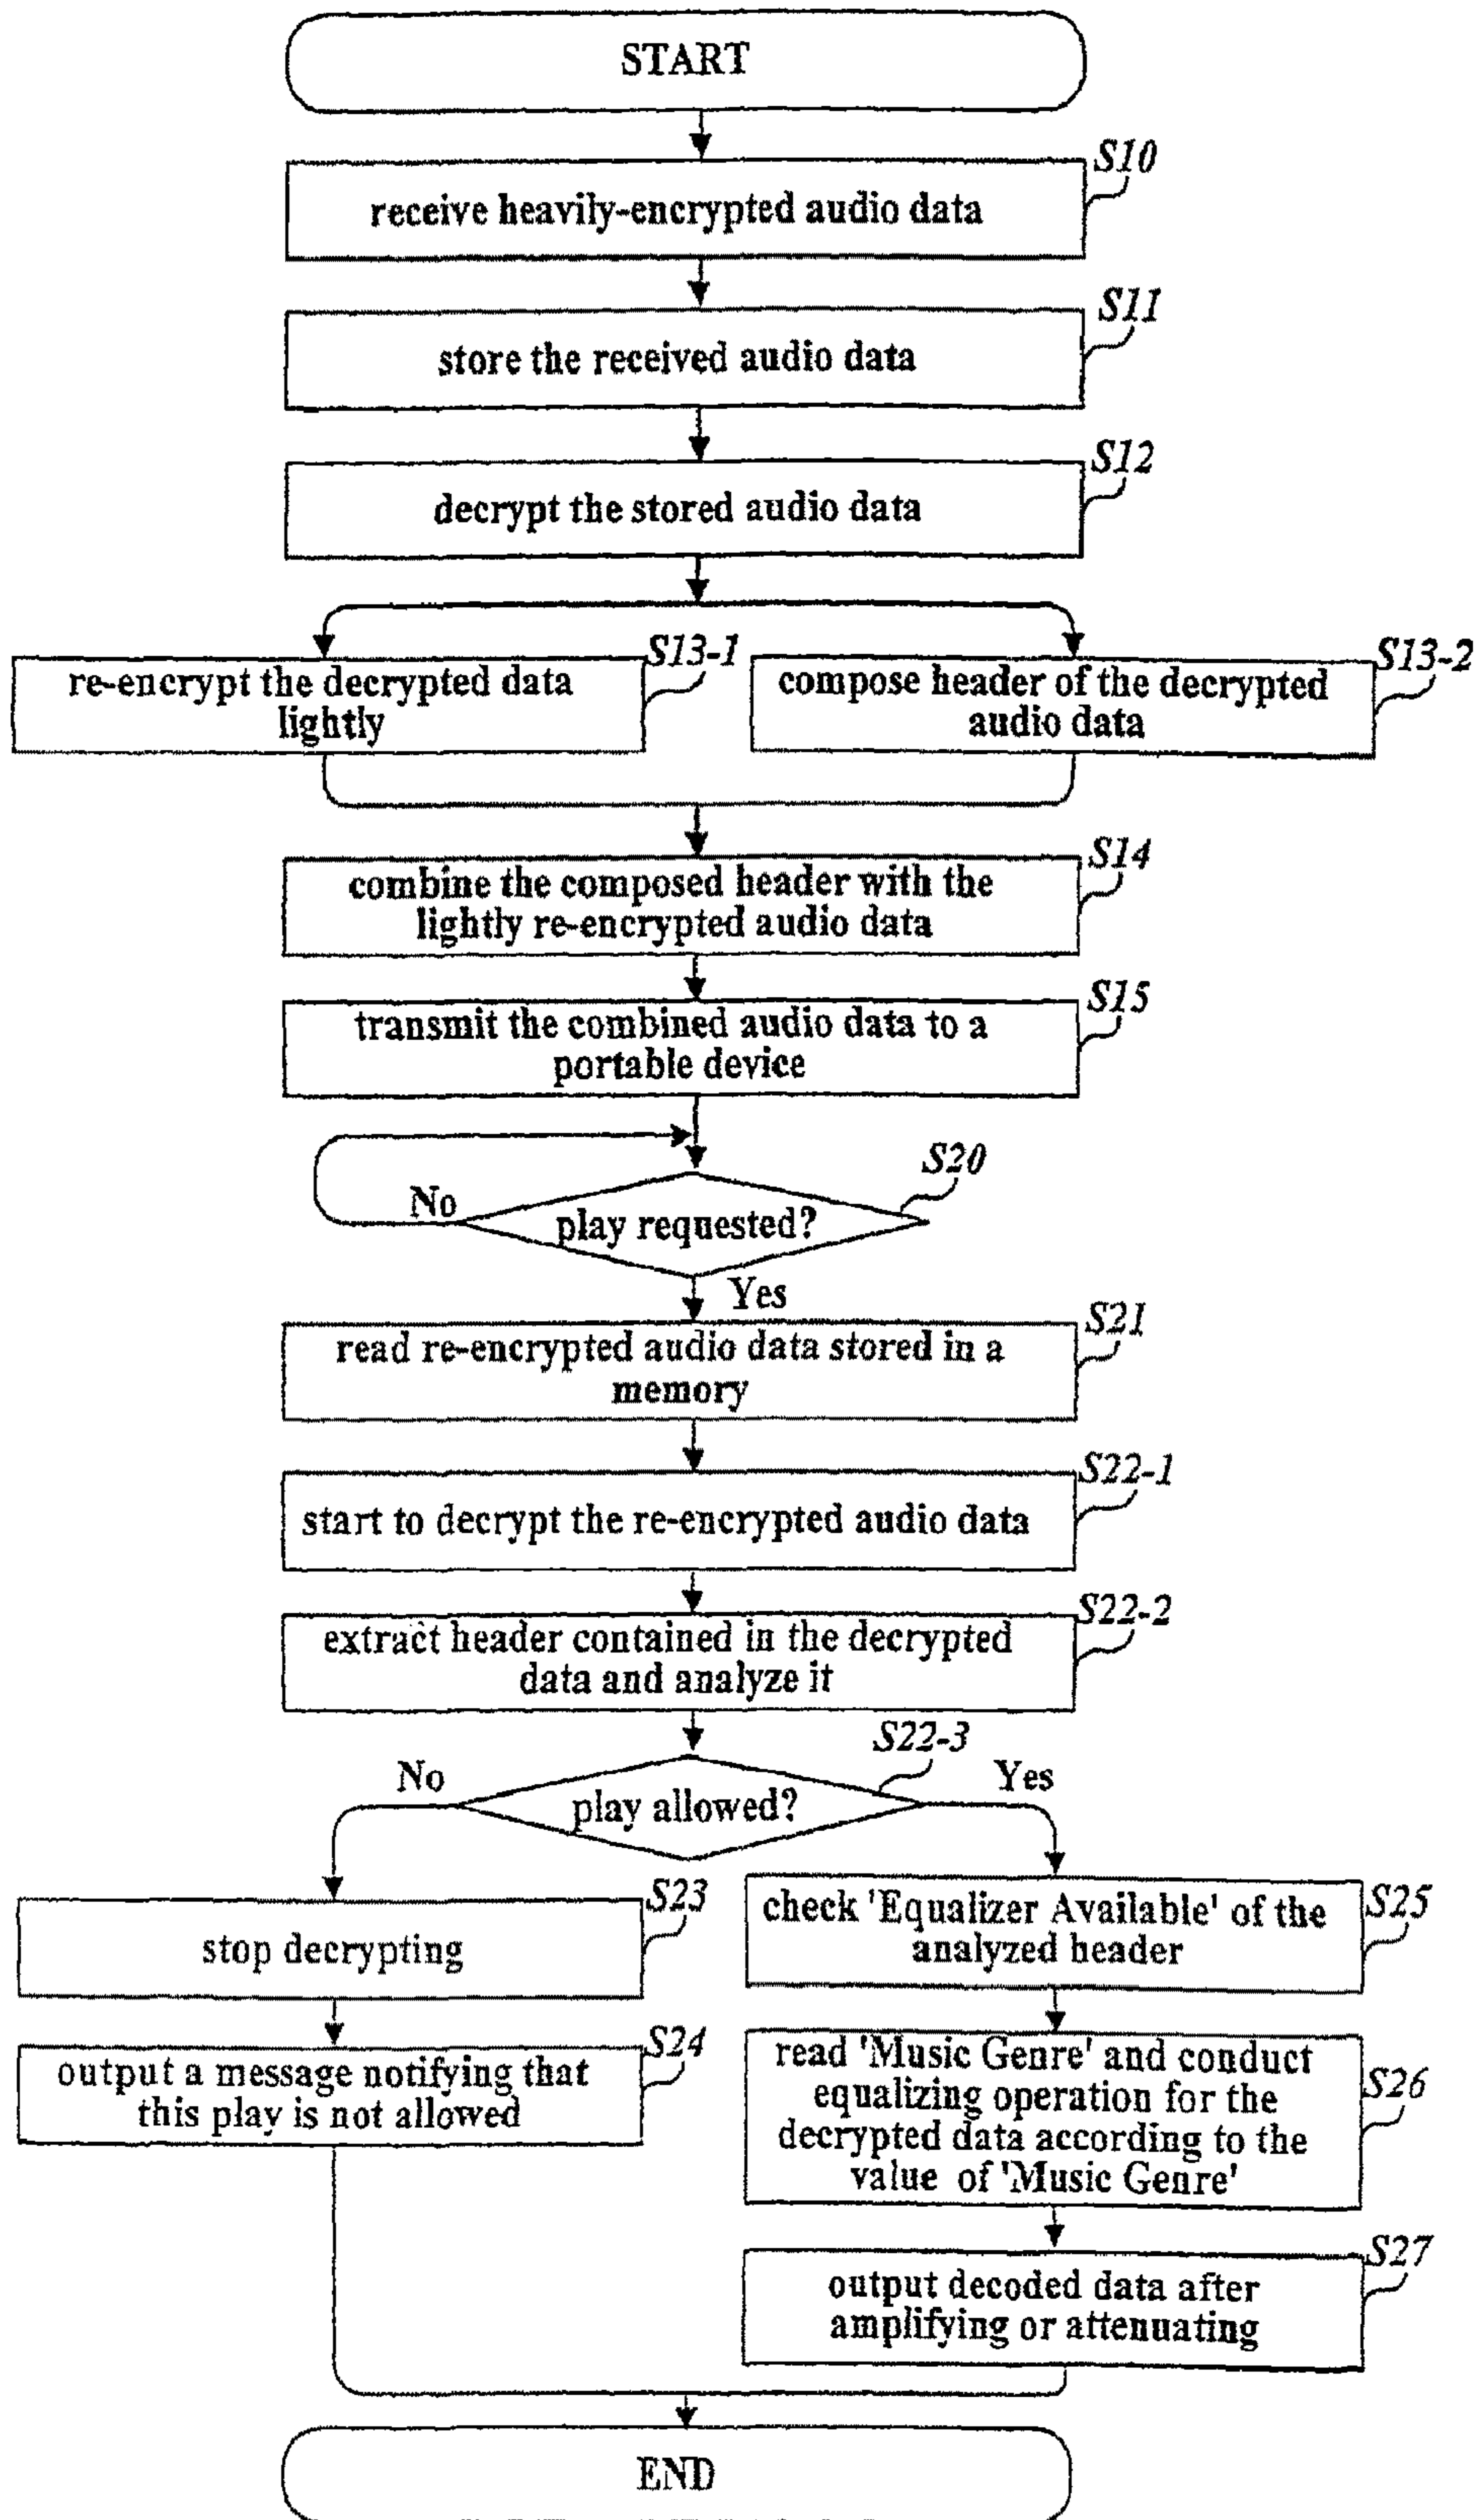 START
S10
receive heavily-encrypted audio data
S11
store the received audio data
S12
decrypt the stored audio data
S13-1
re-encrypt the decrypted data
lightly
S13-2
compose header of the decrypted
audio data
S14
combine the composed header with the
lightly re-encrypted audio data
S15
transmit the combined audio data to a
portable device
S20
No
play requested?
Yes
S21
read re-encrypted audio data stored in a
memory
S22-1
start to decrypt the re-encrypted audio data
S22-2
extract header contained in the decrypted
data and analyze it
S22-3
No
Yes
play allowed?
S23
stop decrypting
S24
output a message notifying that
this play is not allowed
S25
check 'Equalizer Available' of the
analyzed header
S26
read 'Music Genre' and conduct
equalizing operation for the
decrypted data according to the
value of 'Music Genre'
S27
output decoded data after
amplifying or attenuating
END